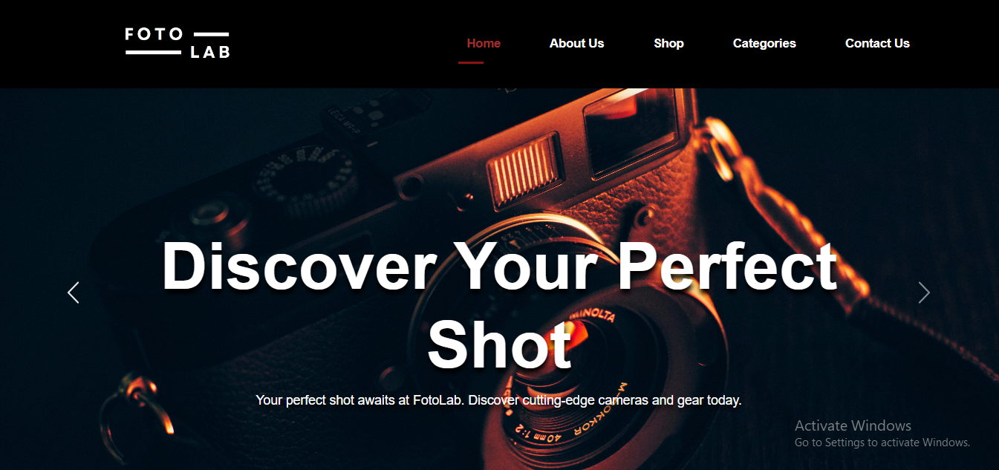 FOTO
LAB
Home About Us Shop Categories Contact Us
LEICA
Discover Your Perfect
Shot
MINOLTA
Your perfect shot awaits at FotoLab. Discover cutting-edge cameras and gear today.
M-ROKKOR
40mm 1:2
Activate Windows
Go to Settings to activate Windows.